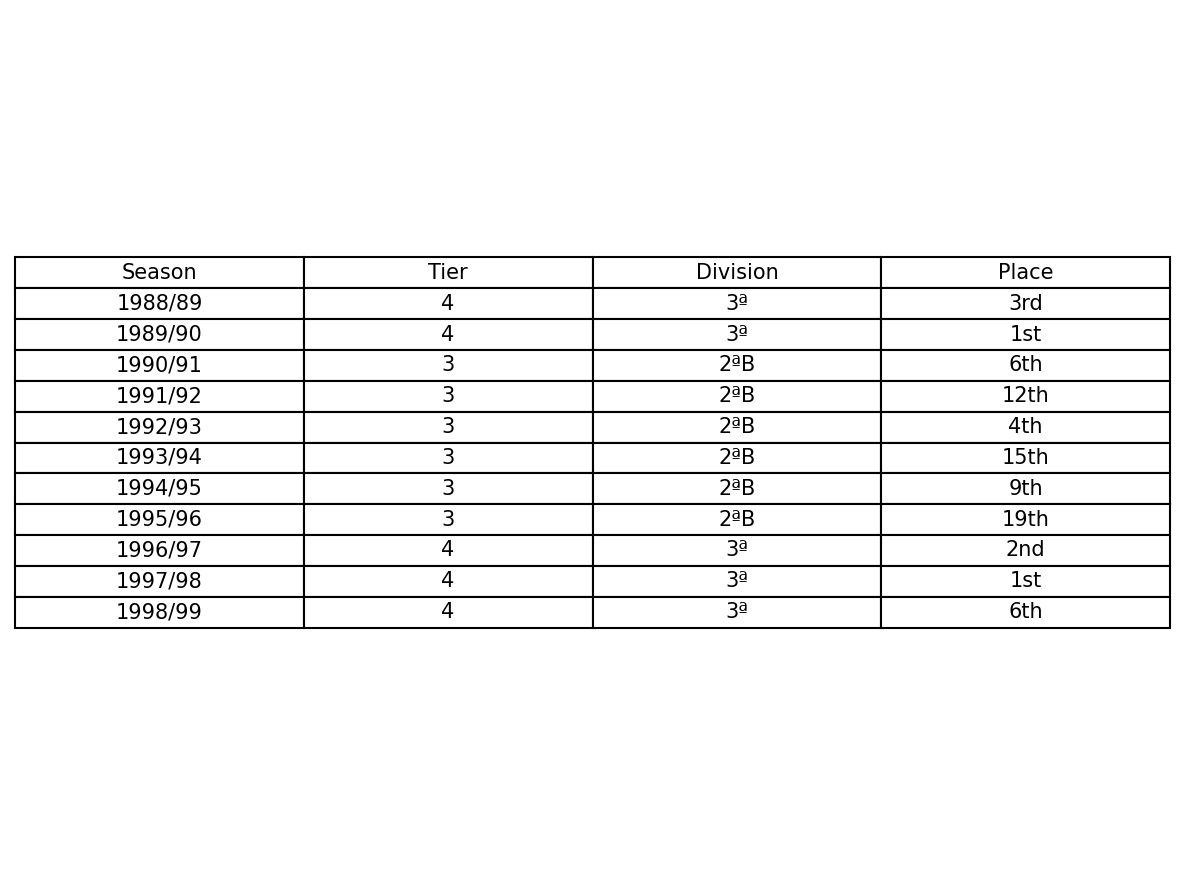 Season Tier Division Place
1988/89 4 3ª 3rd
1989/90 4 3ª 1st
1990/91 3 2ªB 6th
1991/92 3 2ªB 12th
1992/93 3 2ªB 4th
1993/94 3 2ªB 15th
1994/95 3 2ªB 9th
1995/96 3 2ªB 19th
1996/97 4 3ª 2nd
1997/98 4 3ª 1st
1998/99 4 3ª 6th